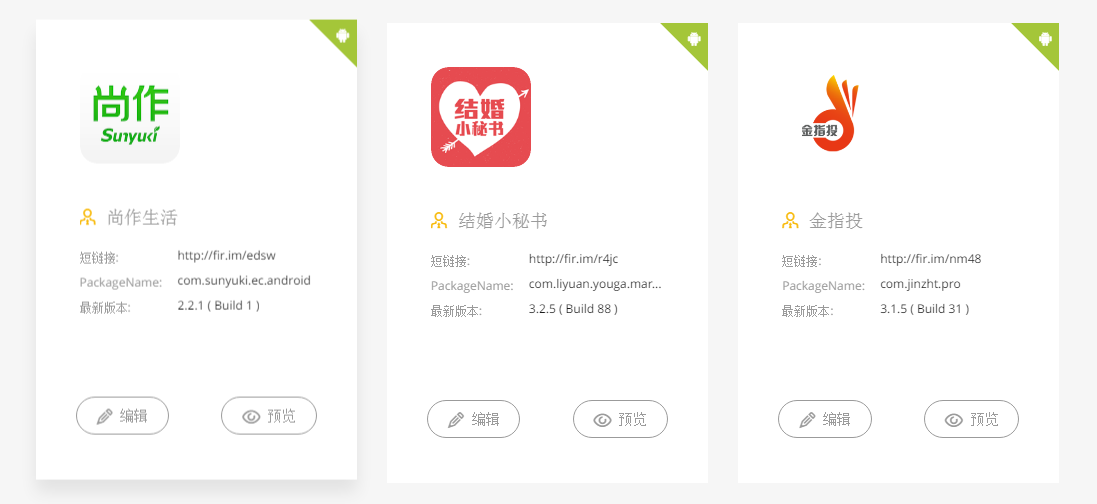 尚作
Sunyuki
尚作生活
短链接: http://fir.im/edsw
PackageName: com.sunyuki.ec.android
最新版本: 2.2.1 ( Build 1 )
编辑
预览
结婚
小秘书
结婚小秘书
短链接: http://fir.im/r4jc
PackageName: com.liyuan.youga.mar...
最新版本: 3.2.5 ( Build 88 )
编辑
预览
金指投
金指投
短链接: http://fir.im/nm48
PackageName: com.jinzht.pro
最新版本: 3.1.5 ( Build 31 )
编辑
预览